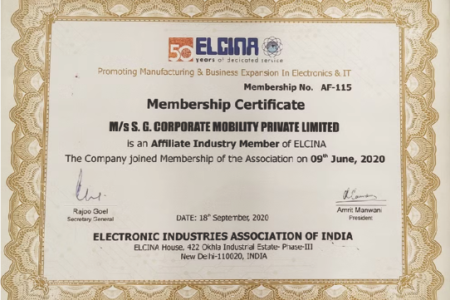 50 ELCINA
years of dedicated service
Promoting Manufacturing & Business Expansion In Electronics & IT
Membership No. AF-115
Membership Certificate
M/s S. G. CORPORATE MOBILITY PRIVATE LIMITED
is an Affiliate Industry Member of ELCINA
The Company joined Membership of the Association on 09th June, 2020
Rajoo Goel
Secretary General
Amrit Manwani
President
DATE: 18th September, 2020
ELECTRONIC INDUSTRIES ASSOCIATION OF INDIA
ELCINA House, 422 Okhla Industrial Estate- Phase-III
New Delhi-110020, INDIA